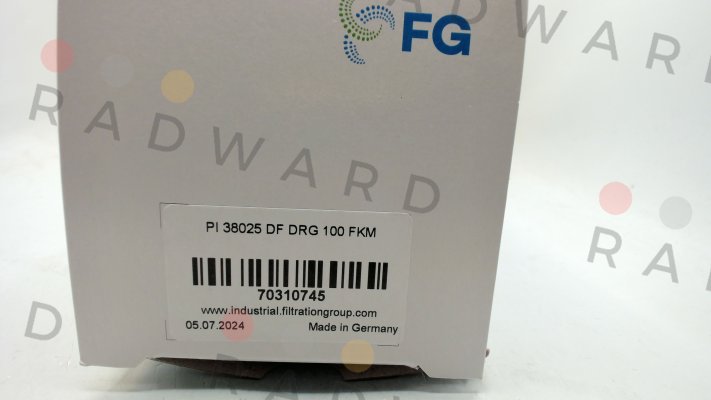 FG
RADWARD
RADWARD
PI 38025 DF DRG 100 FKM
70310745
www.industrial.filtrationgroup.com
05.07.2024
Made in Germany
RA
D